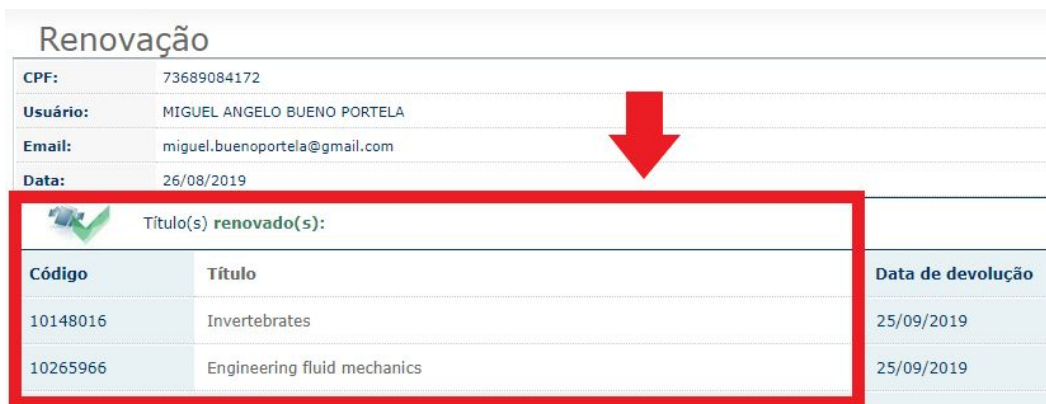 Renovação
CPF: 73689084172
Usuário: MIGUEL ANGELO BUENO PORTELA
Email: miguel.buenoportela@gmail.com
Data: 26/08/2019
Título(s) renovado(s):
Código Título Data de devolução
10148016 Invertebrates 25/09/2019
10265966 Engineering fluid mechanics 25/09/2019